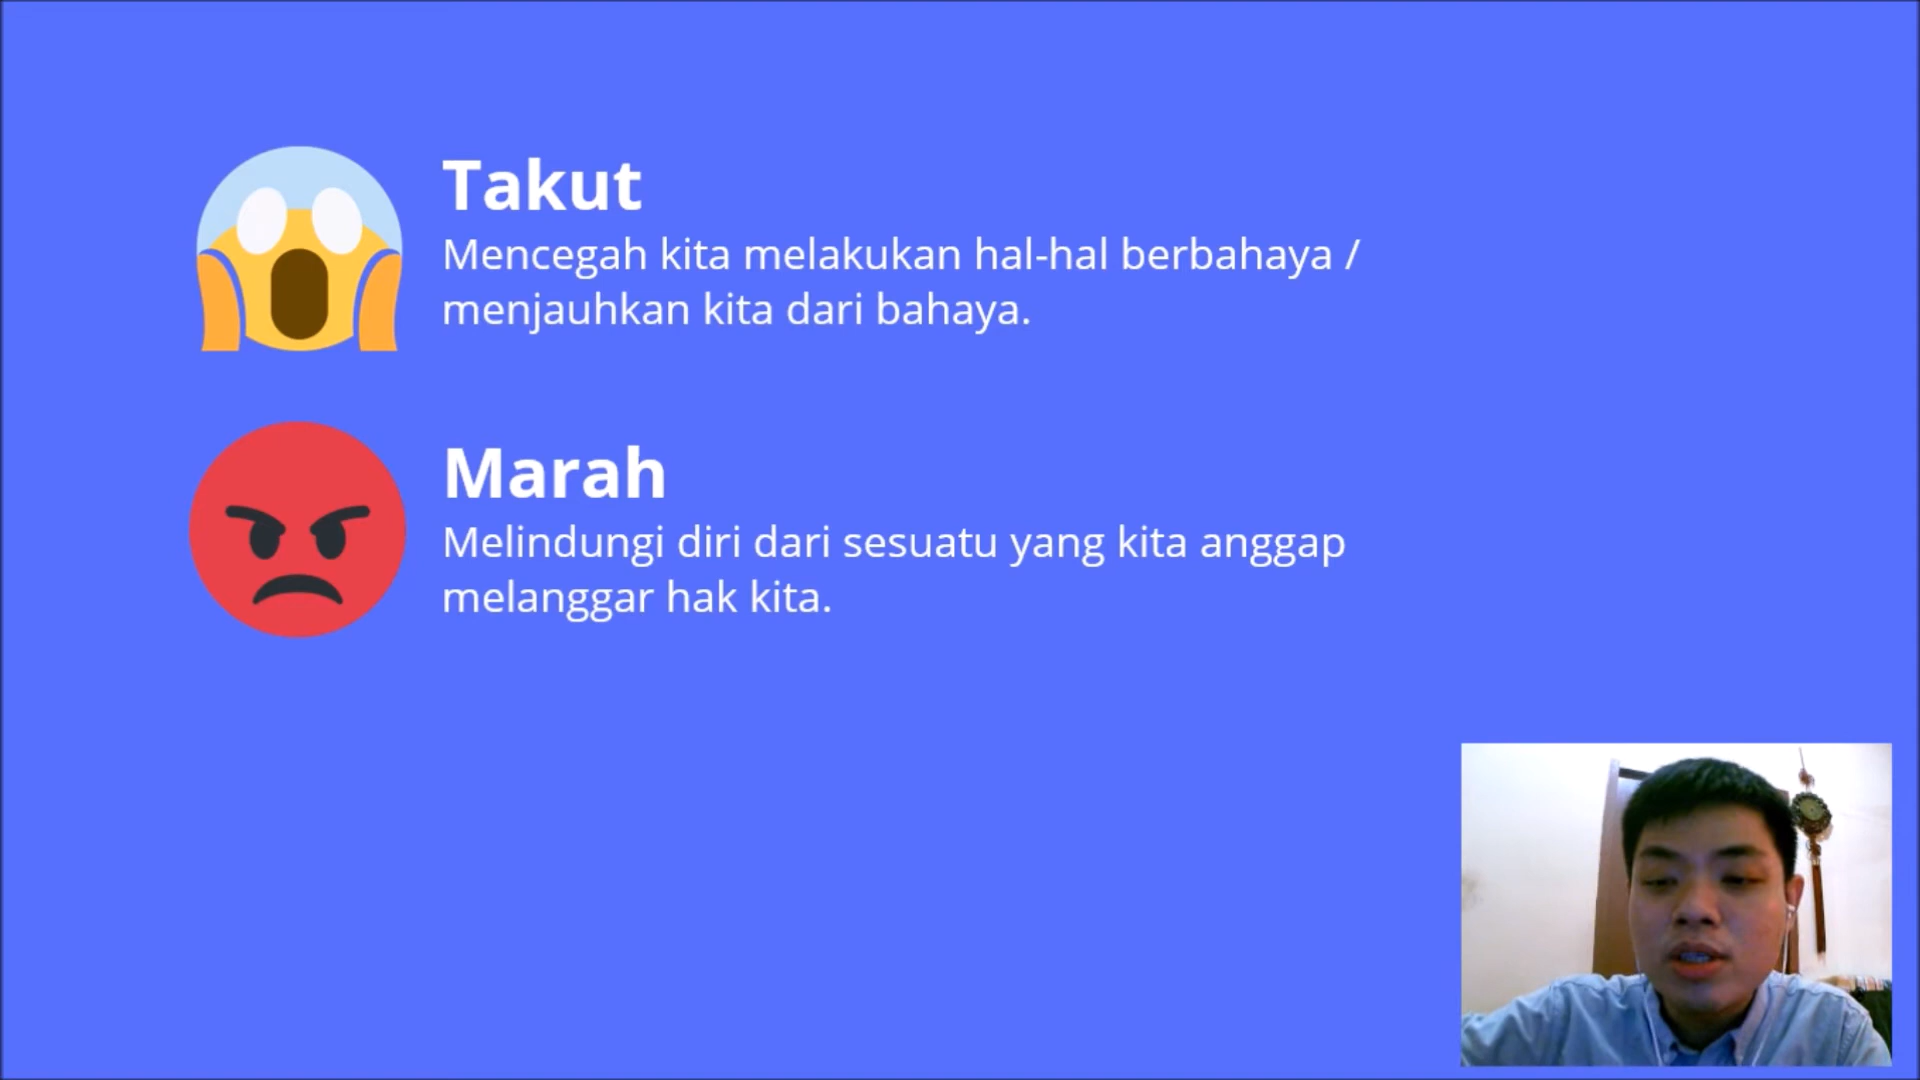 Takut
Mencegah kita melakukan hal-hal berbahaya /
menjauhkan kita dari bahaya.
Marah
Melindungi diri dari sesuatu yang kita anggap
melanggar hak kita.